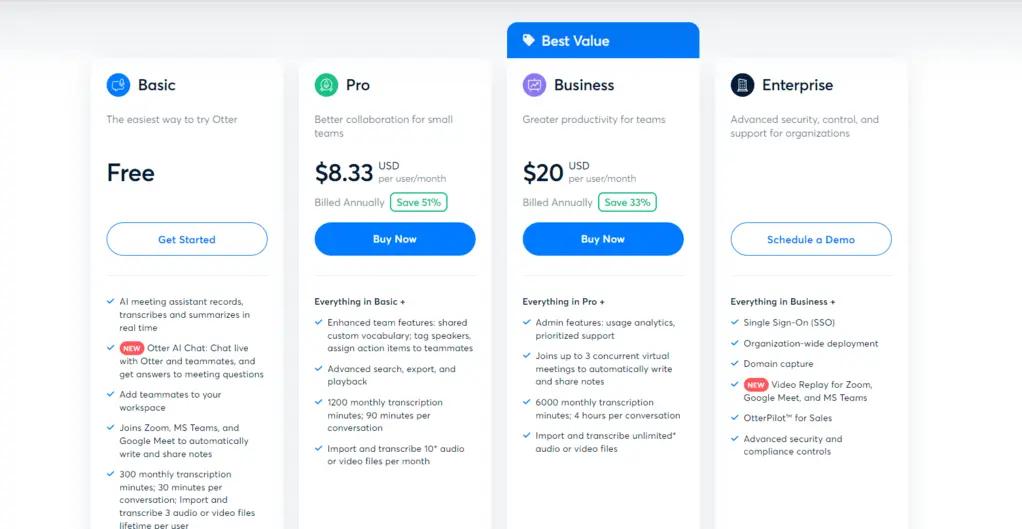 Best Value
Basic
The easiest way to try Otter
Free
Get Started
AI meeting assistant records,
transcribes and summarizes in
real time
NEW Otter AI Chat: Chat live
with Otter and teammates, and
get answers to meeting questions
Add teammates to your
workspace
Joins Zoom, MS Teams, and
Google Meet to automatically
write and share notes
300 monthly transcription
minutes; 30 minutes per
conversation; Import and
transcribe 3 audio or video files
lifetime per user
Pro
Better collaboration for small
teams
$8.33 USD
per user/month
Billed Annually Save 51%
Buy Now
Everything in Basic +
Enhanced team features: shared
custom vocabulary; tag speakers,
assign action items to teammates
Advanced search, export, and
playback
1200 monthly transcription
minutes; 90 minutes per
conversation
Import and transcribe 10* audio
or video files per month
Business
Greater productivity for teams
$20 USD
per user/month
Billed Annually Save 33%
Buy Now
Everything in Pro +
Admin features: usage analytics,
prioritized support
Joins up to 3 concurrent virtual
meetings to automatically write
and share notes
6000 monthly transcription
minutes; 4 hours per conversation
Import and transcribe unlimited*
audio or video files
Enterprise
Advanced security, control, and
support for organizations
Schedule a Demo
Everything in Business +
Single Sign-On (SSO)
Organization-wide deployment
Domain capture
NEW Video Replay for Zoom,
Google Meet, and MS Teams
OtterPilot™ for Sales
Advanced security and
compliance controls